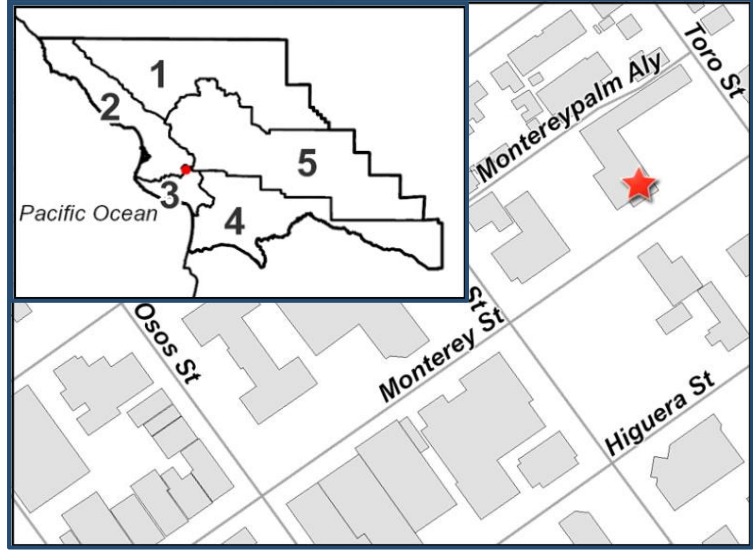 1
2
3
4
5
Pacific Ocean
Toro St
Montereypalm Aly
St
Osos St
Monterey St
Higuera St